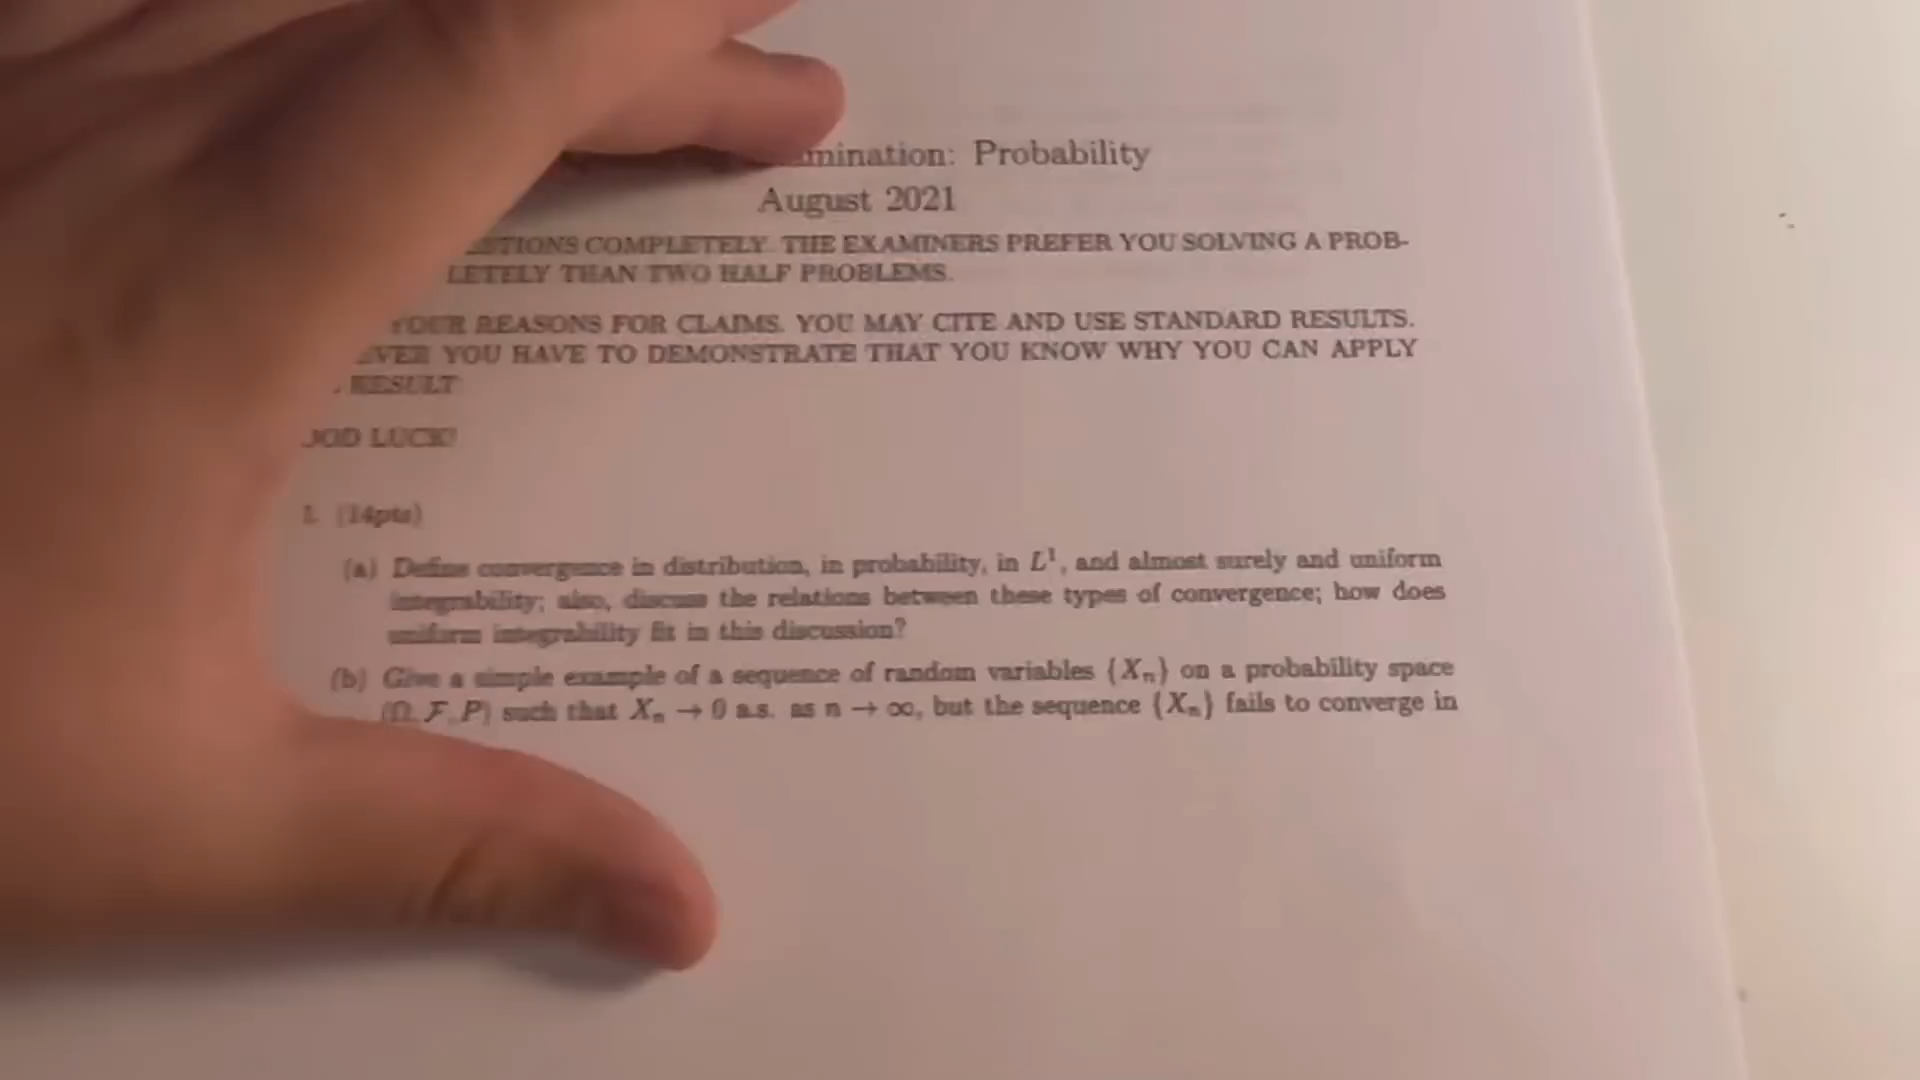 mination: Probability
August 2021
STIONS COMPLETELY. THE EXAMINERS PREFER YOU SOLVING A PROB-
LETELY THAN TWO HALF PROBLEMS.
YOUR REASONS FOR CLAIMS. YOU MAY CITE AND USE STANDARD RESULTS.
EVER YOU HAVE TO DEMONSTRATE THAT YOU KNOW WHY YOU CAN APPLY
RESULT
OOD LUCK!
1. (14pts)
(a) Define convergence in distribution, in probability, in L¹, and almost surely and uniform
integrability; also, discuss the relations between these types of convergence; how does
uniform integrability fit in this discussion?
(b) Give a simple example of a sequence of random variables {Xₙ} on a probability space
(Ω, F, P) such that Xₙ → 0 a.s. as n → ∞, but the sequence {Xₙ} fails to converge in